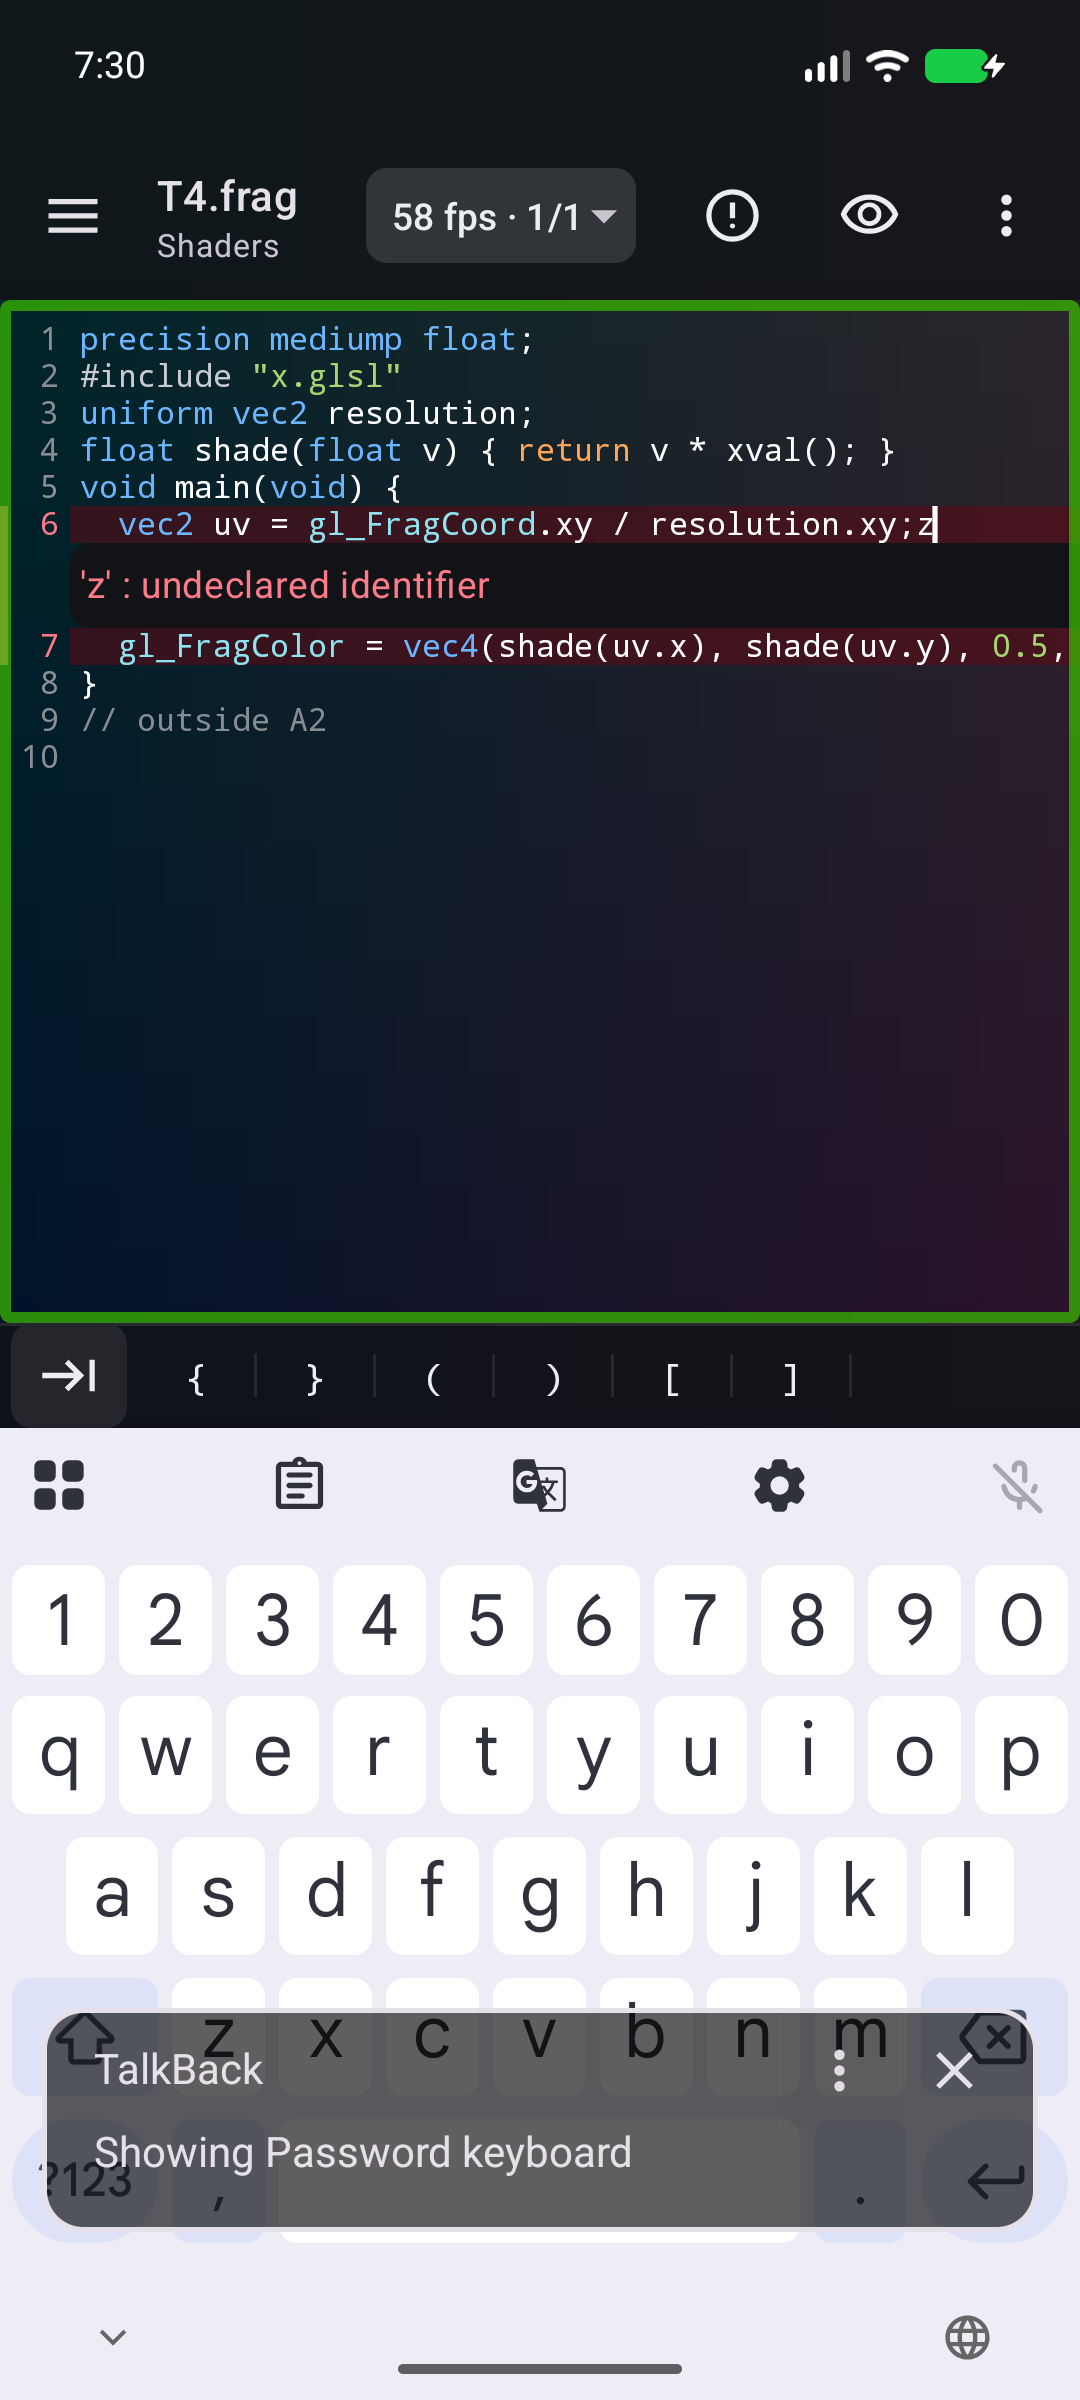 7:30
T4.frag
Shaders
58 fps · 1/1
1 precision mediump float;
2 #include "x.glsl"
3 uniform vec2 resolution;
4 float shade(float v) { return v * xval(); }
5 void main(void) {
6   vec2 uv = gl_FragCoord.xy / resolution.xy;z
'z' : undeclared identifier
7   gl_FragColor = vec4(shade(uv.x), shade(uv.y), 0.5,
8 }
9 // outside A2
10
{ } ( ) [ ]
G 文
1 2 3 4 5 6 7 8 9 0
q w e r t y u i o p
a s d f g h j k l
z x c v b n m
TalkBack
Showing Password keyboard
?123 , .